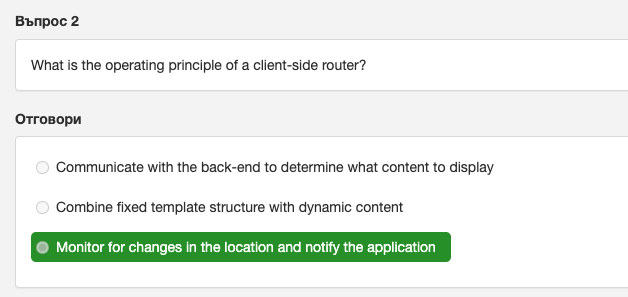 Въпрос 2
What is the operating principle of a client-side router?
Отговори
Communicate with the back-end to determine what content to display
Combine fixed template structure with dynamic content
Monitor for changes in the location and notify the application